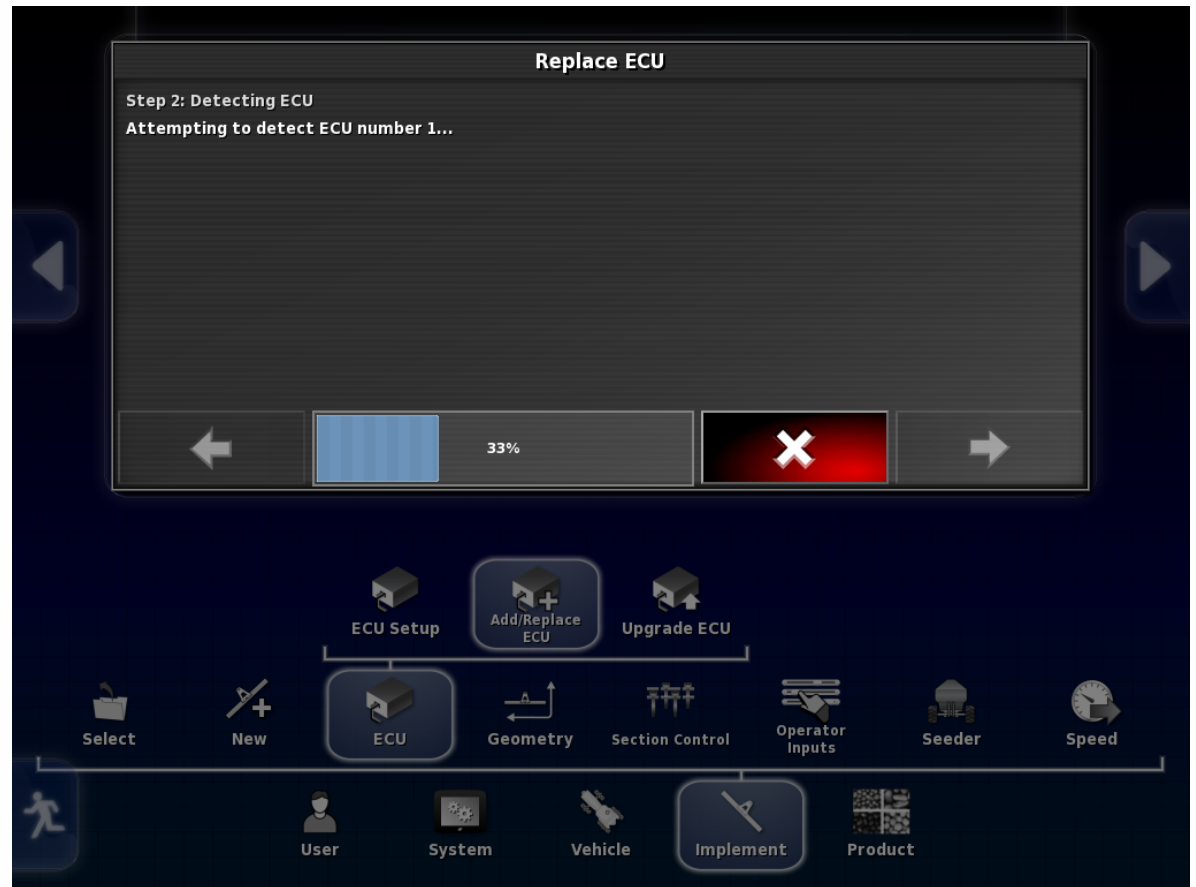 Replace ECU
Step 2: Detecting ECU
Attempting to detect ECU number 1...
33%
ECU Setup
Add/Replace
ECU
Upgrade ECU
Select
New
ECU
Geometry
Section Control
Operator
Inputs
Seeder
Speed
User
System
Vehicle
Implement
Product